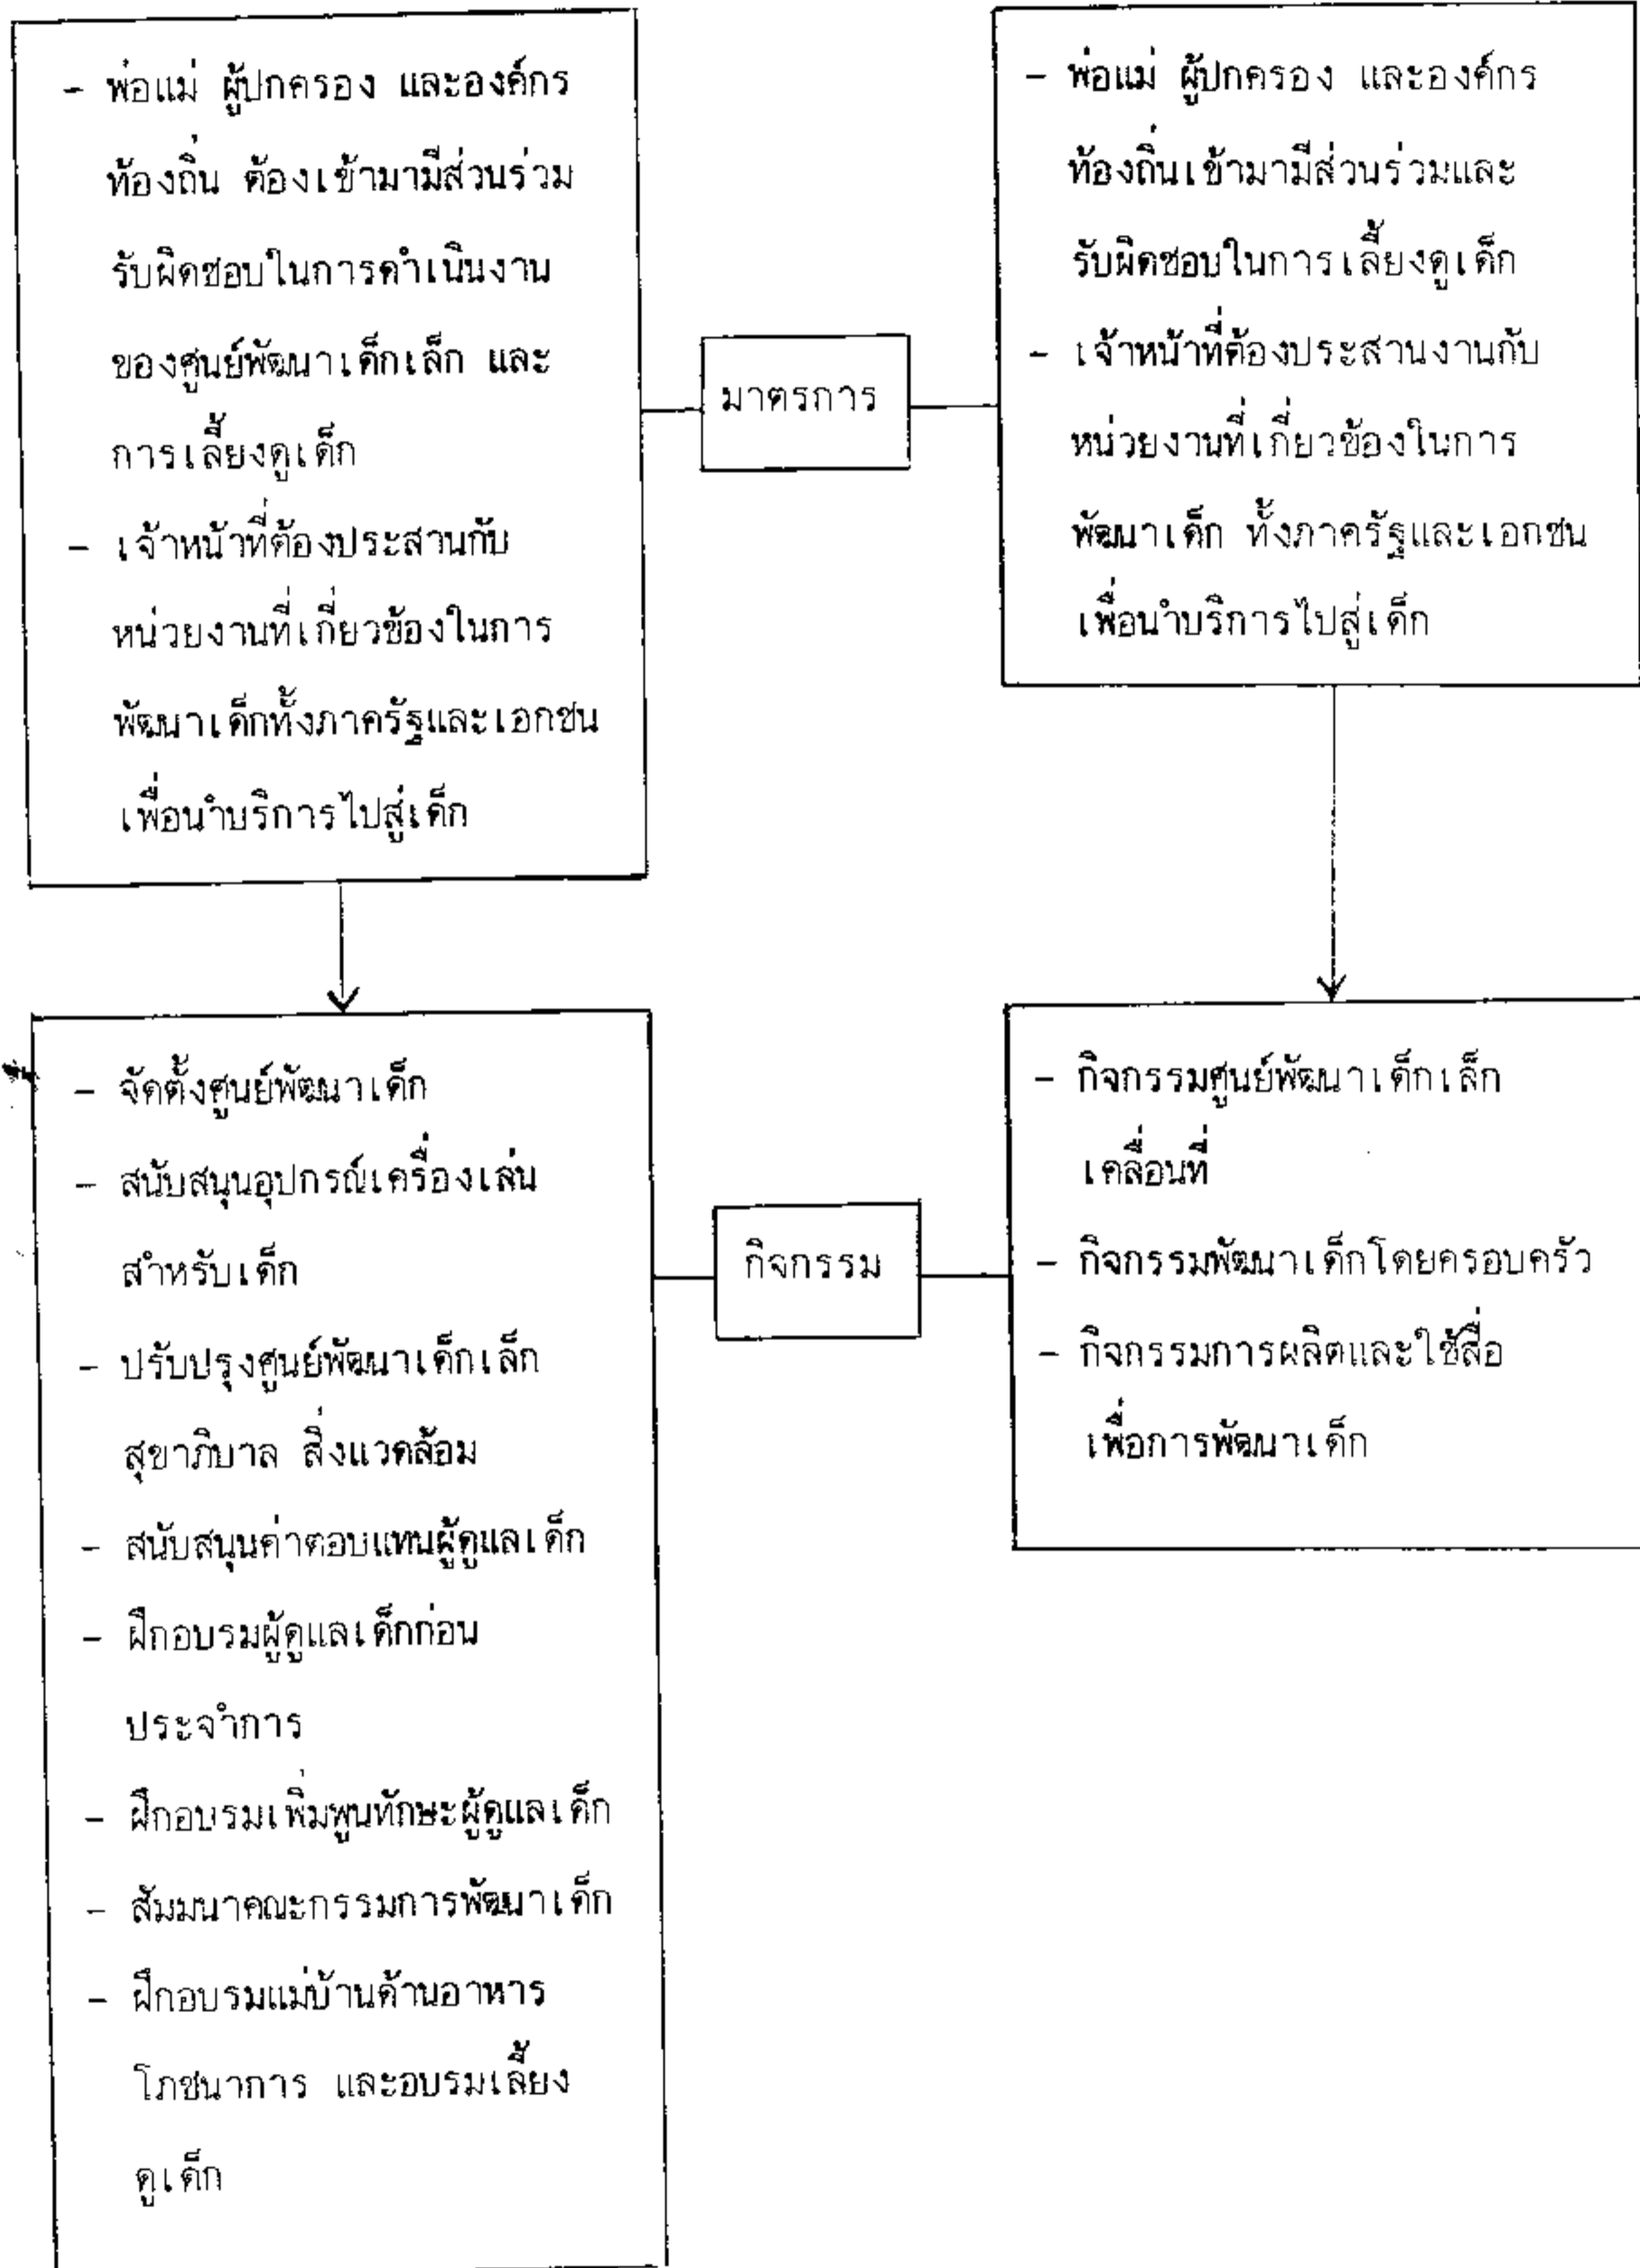 - พ่อแม่ ผู้ปกครอง และองค์กร
ท้องถิ่น ต้องเข้ามามีส่วนร่วม
รับผิดชอบในการดำเนินงาน
ของศูนย์พัฒนาเด็กเล็ก และ
การเลี้ยงดูเด็ก
- เจ้าหน้าที่ต้องประสานกับ
หน่วยงานที่เกี่ยวข้องในการ
พัฒนาเด็กทั้งภาครัฐและเอกชน
เพื่อนำบริการไปสู่เด็ก
มาตรการ
- พ่อแม่ ผู้ปกครอง และองค์กร
ท้องถิ่นเข้ามามีส่วนร่วมและ
รับผิดชอบในการเลี้ยงดูเด็ก
- เจ้าหน้าที่ต้องประสานงานกับ
หน่วยงานที่เกี่ยวข้องในการ
พัฒนาเด็ก ทั้งภาครัฐและเอกชน
เพื่อนำบริการไปสู่เด็ก
- จัดตั้งศูนย์พัฒนาเด็ก
- สนับสนุนอุปกรณ์เครื่องเล่น
สำหรับเด็ก
- ปรับปรุงศูนย์พัฒนาเด็กเล็ก
สุขาภิบาล สิ่งแวดล้อม
- สนับสนุนค่าตอบแทนผู้ดูแลเด็ก
- ฝึกอบรมผู้ดูแลเด็กก่อน
ประจำการ
- ฝึกอบรมเพิ่มพูนทักษะผู้ดูแลเด็ก
- สัมมนาคณะกรรมการพัฒนาเด็ก
- ฝึกอบรมแม่บ้านด้านอาหาร
โภชนาการ และอบรมเลี้ยง
ดูเด็ก
กิจกรรม
- กิจกรรมศูนย์พัฒนาเด็กเล็ก
เคลื่อนที่
- กิจกรรมพัฒนาเด็กโดยครอบครัว
- กิจกรรมการผลิตและใช้สื่อ
เพื่อการพัฒนาเด็ก